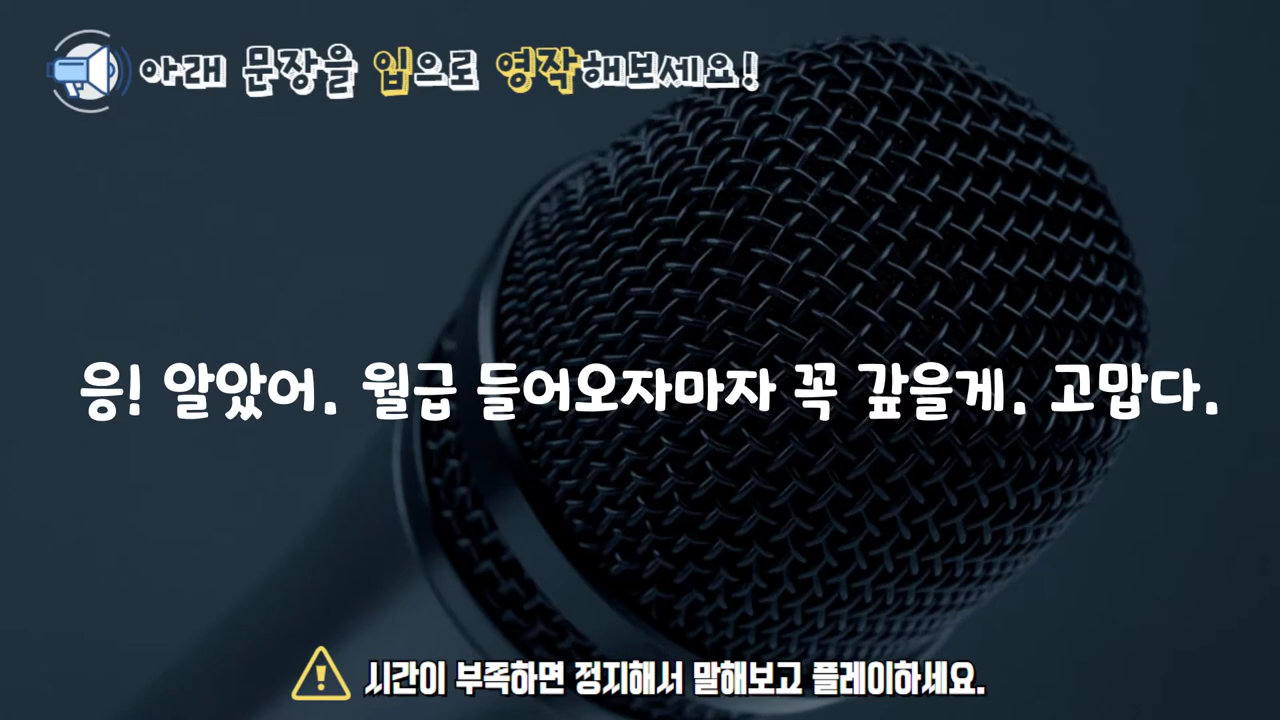 아래 문장을 입으로 영작해보세요!
응! 알았어. 월급 들어오자마자 꼭 갚을게. 고맙다.
시간이 부족하면 정지해서 말해보고 플레이하세요.